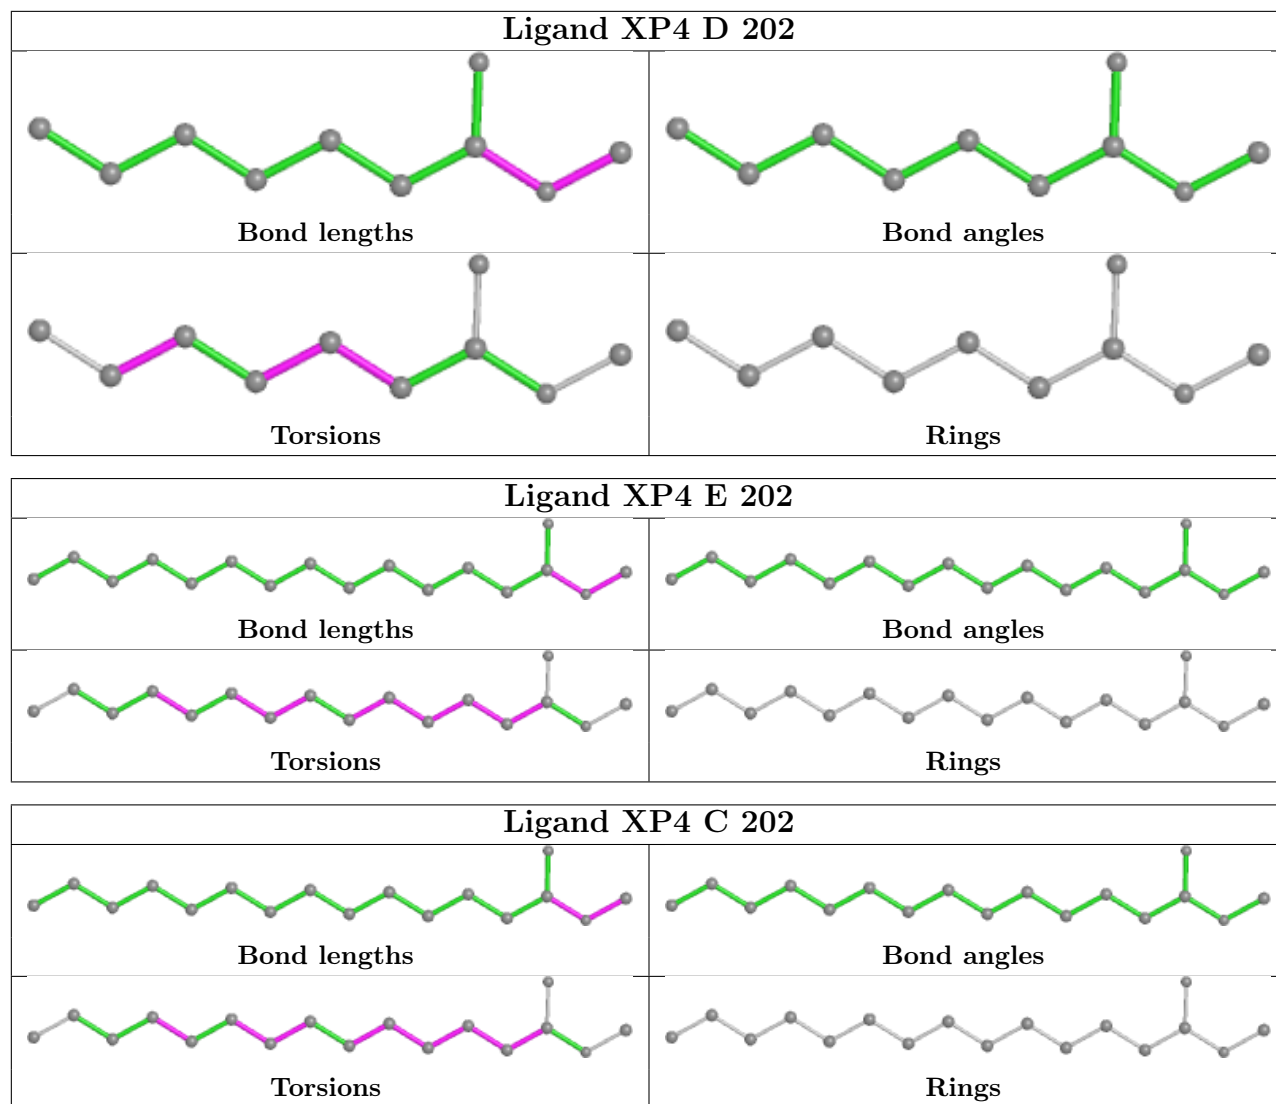 Ligand XP4 D 202
Bond lengths
Bond angles
Torsions
Rings
Ligand XP4 E 202
Bond lengths
Bond angles
Torsions
Rings
Ligand XP4 C 202
Bond lengths
Bond angles
Torsions
Rings